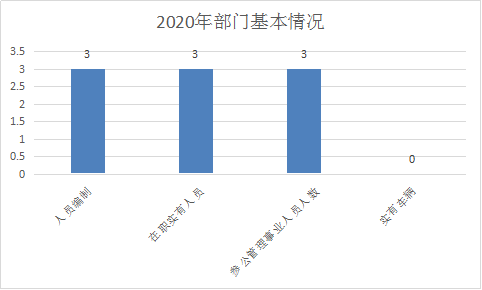 2020年部门基本情况
3.5
3
2.5
2
1.5
1
0.5
0
3
3
3
0
人员编制
在职实有人员
参公管理事业人员人数
实有车辆